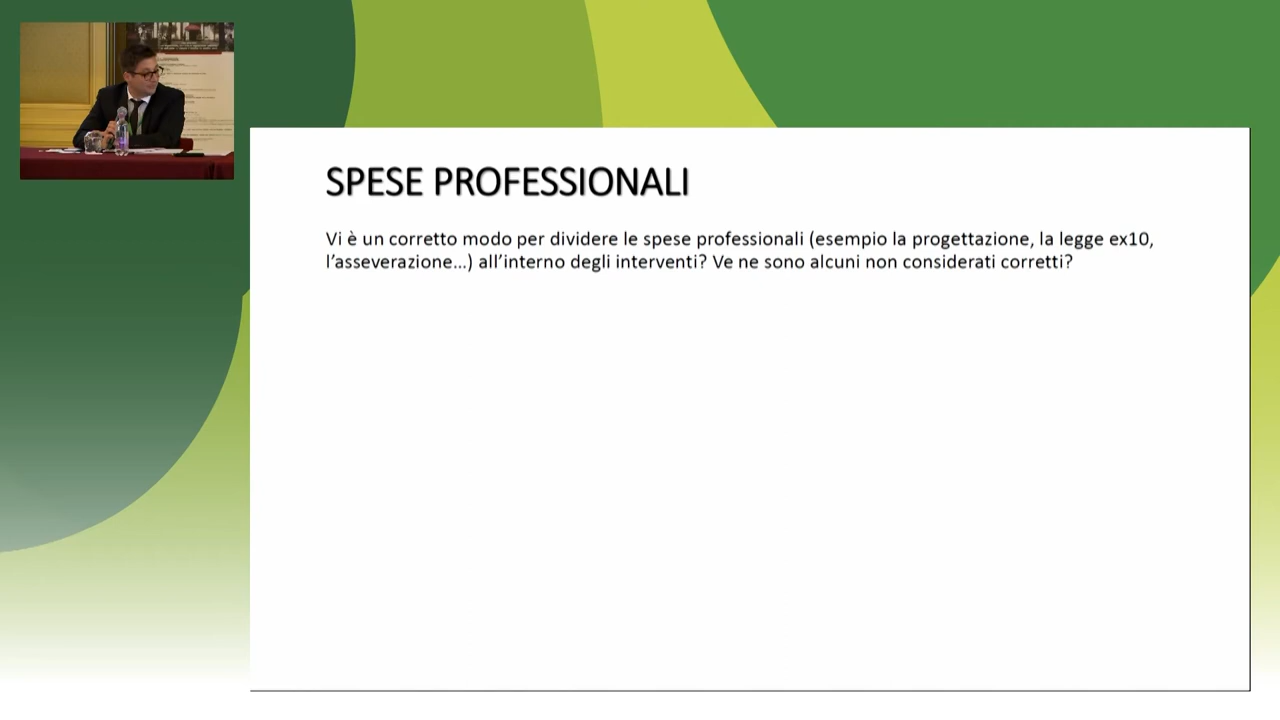 SPESE PROFESSIONALI
Vi è un corretto modo per dividere le spese professionali (esempio la progettazione, la legge ex10,
l’asseverazione…) all’interno degli interventi? Ve ne sono alcuni non considerati corretti?